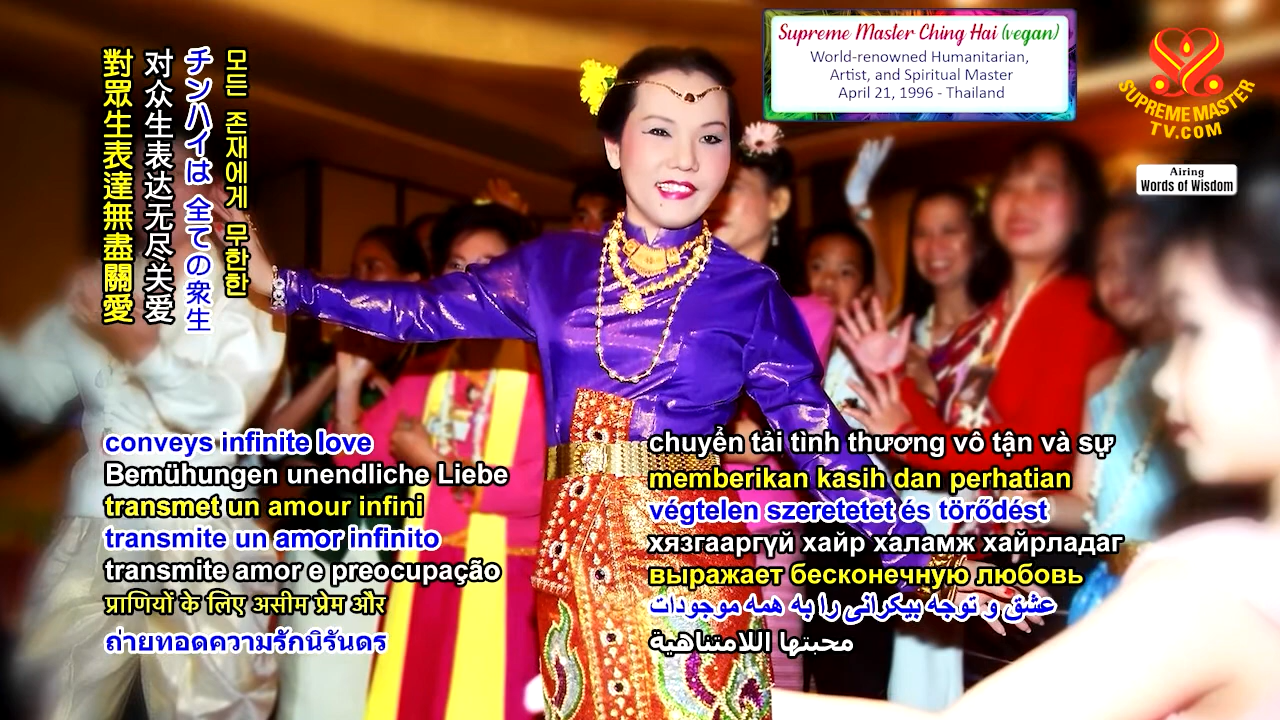 Supreme Master Ching Hai (vegan)
World-renowned Humanitarian,
Artist, and Spiritual Master
April 21, 1996 - Thailand
SUPREME MASTER
TV.COM
Airing
Words of Wisdom
對眾生表達無盡關愛
对众生表达无尽关爱
チンハイは 全ての衆生
모든 존재에게 무한한
conveys infinite love
Bemühungen unendliche Liebe
transmet un amour infini
transmite un amor infinito
transmite amor e preocupação
प्राणियों के लिए असीम प्रेम और
ถ่ายทอดความรักนิรันดร
chuyển tải tình thương vô tận và sự
memberikan kasih dan perhatian
végtelen szeretetet és törődést
хязгааргүй хайр халамж хайрладаг
выражает бесконечную любовь
عشق و توجه بیکرانی را به همه موجودات
محبتها اللامتناهية